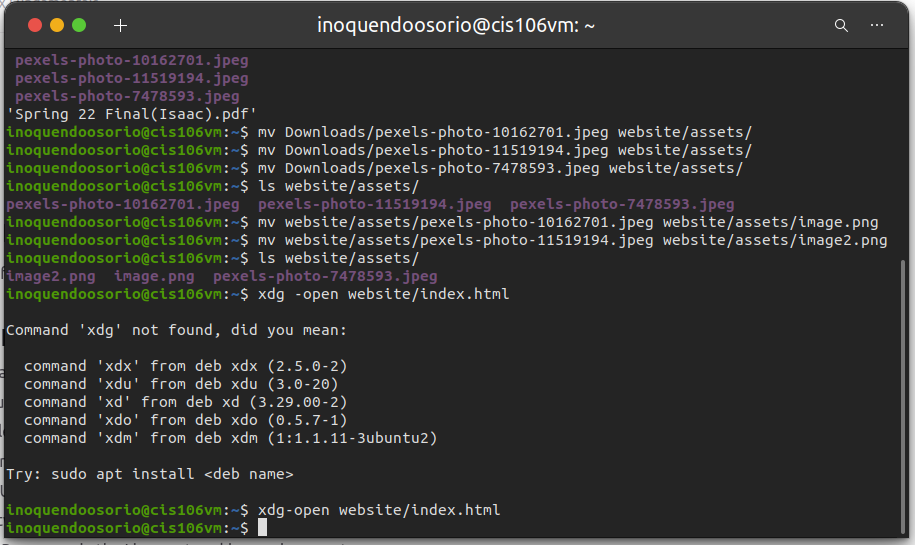 inoquendoosorio@cis106vm: ~
pexels-photo-10162701.jpeg
pexels-photo-11519194.jpeg
pexels-photo-7478593.jpeg
'Spring 22 Final(Isaac).pdf'
inoquendoosorio@cis106vm:~$ mv Downloads/pexels-photo-10162701.jpeg website/assets/
inoquendoosorio@cis106vm:~$ mv Downloads/pexels-photo-11519194.jpeg website/assets/
inoquendoosorio@cis106vm:~$ mv Downloads/pexels-photo-7478593.jpeg website/assets/
inoquendoosorio@cis106vm:~$ ls website/assets/
pexels-photo-10162701.jpeg  pexels-photo-11519194.jpeg  pexels-photo-7478593.jpeg
inoquendoosorio@cis106vm:~$ mv website/assets/pexels-photo-10162701.jpeg website/assets/image.png
inoquendoosorio@cis106vm:~$ mv website/assets/pexels-photo-11519194.jpeg website/assets/image2.png
inoquendoosorio@cis106vm:~$ ls website/assets/
image2.png  image.png  pexels-photo-7478593.jpeg
inoquendoosorio@cis106vm:~$ xdg -open website/index.html
Command 'xdg' not found, did you mean:
command 'xdx' from deb xdx (2.5.0-2)
command 'xdu' from deb xdu (3.0-20)
command 'xd' from deb xd (3.29.00-2)
command 'xdo' from deb xdo (0.5.7-1)
command 'xdm' from deb xdm (1:1.1.11-3ubuntu2)
Try: sudo apt install <deb name>
inoquendoosorio@cis106vm:~$ xdg-open website/index.html
inoquendoosorio@cis106vm:~$